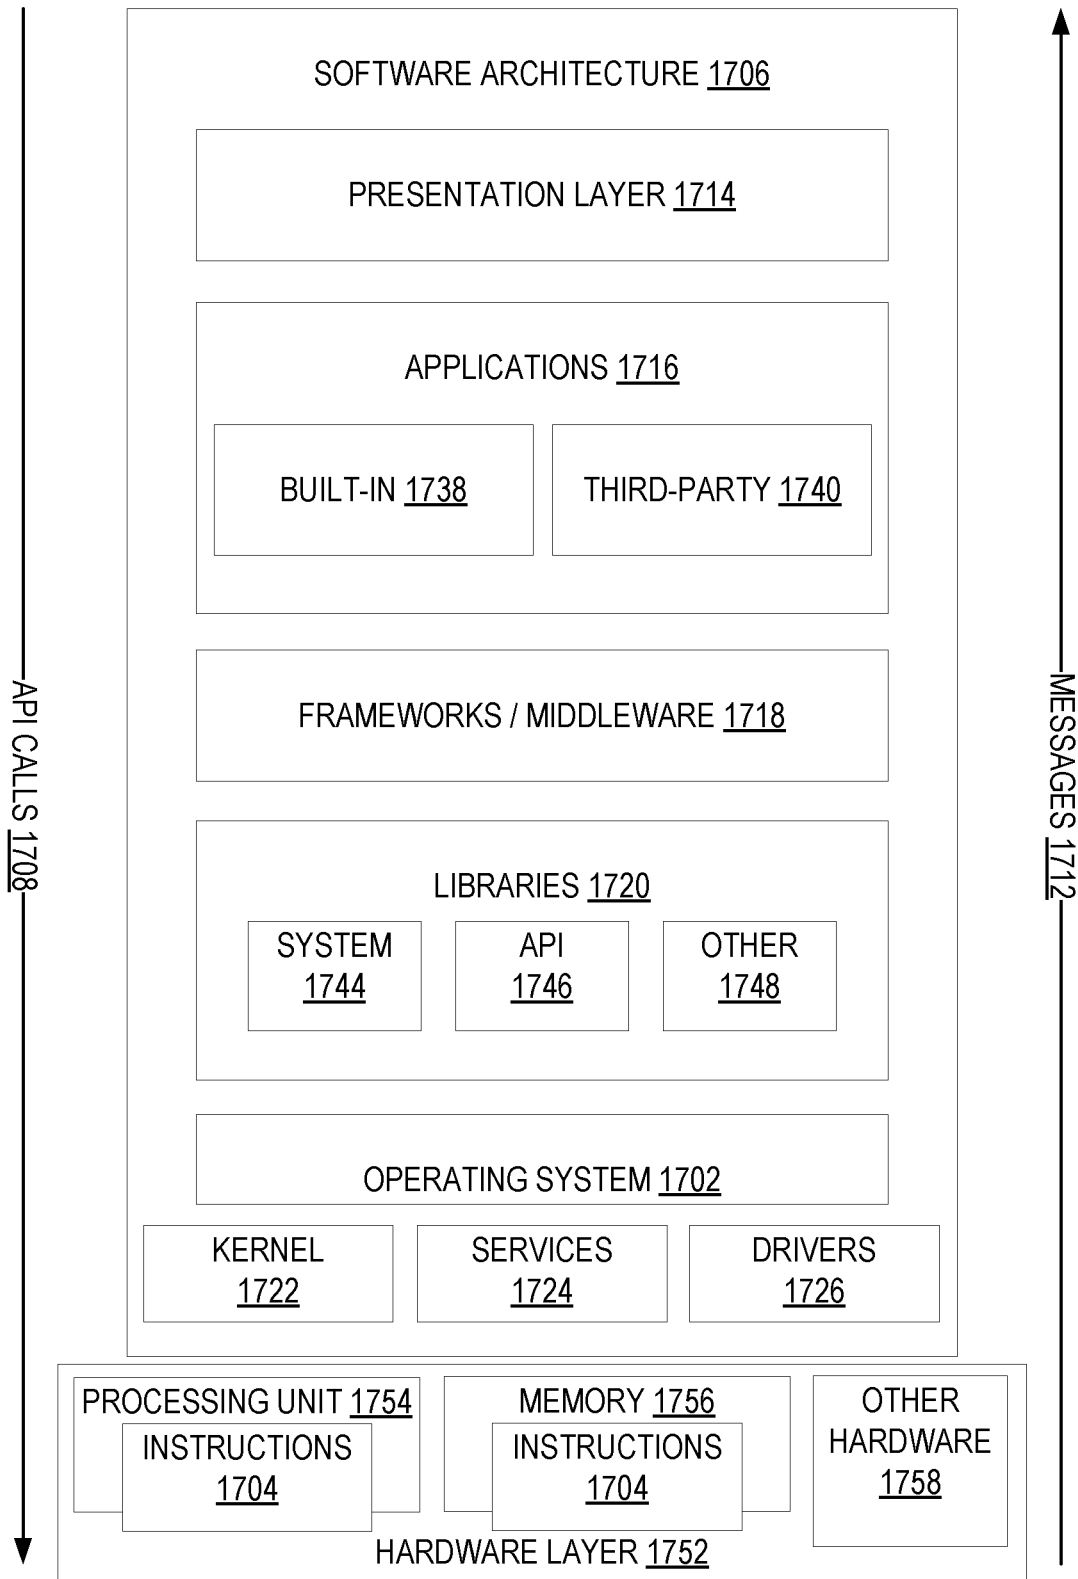 SOFTWARE ARCHITECTURE 1706
PRESENTATION LAYER 1714
APPLICATIONS 1716
BUILT-IN 1738
THIRD-PARTY 1740
FRAMEWORKS / MIDDLEWARE 1718
API CALLS 1708
MESSAGES 1712
LIBRARIES 1720
SYSTEM
1744
API
1746
OTHER
1748
OPERATING SYSTEM 1702
KERNEL
1722
SERVICES
1724
DRIVERS
1726
PROCESSING UNIT 1754
INSTRUCTIONS
1704
MEMORY 1756
INSTRUCTIONS
1704
OTHER
HARDWARE
1758
HARDWARE LAYER 1752